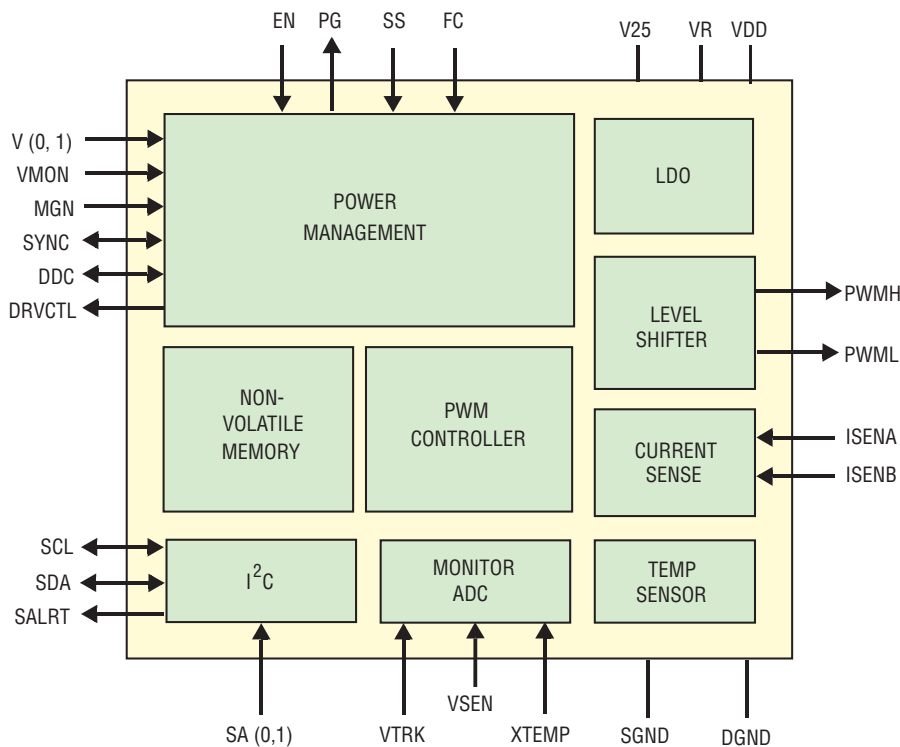 EN PG SS FC V25 VR VDD
V (0, 1)
VMON
MGN
SYNC
DDC
DRVCTL
POWER
MANAGEMENT
LDO
LEVEL
SHIFTER
PWMH
PWML
NON-
VOLATILE
MEMORY
PWM
CONTROLLER
CURRENT
SENSE
ISENA
ISENB
SCL
SDA
SALRT
I²C
MONITOR
ADC
TEMP
SENSOR
SA (0,1) VTRK VSEN XTEMP SGND DGND